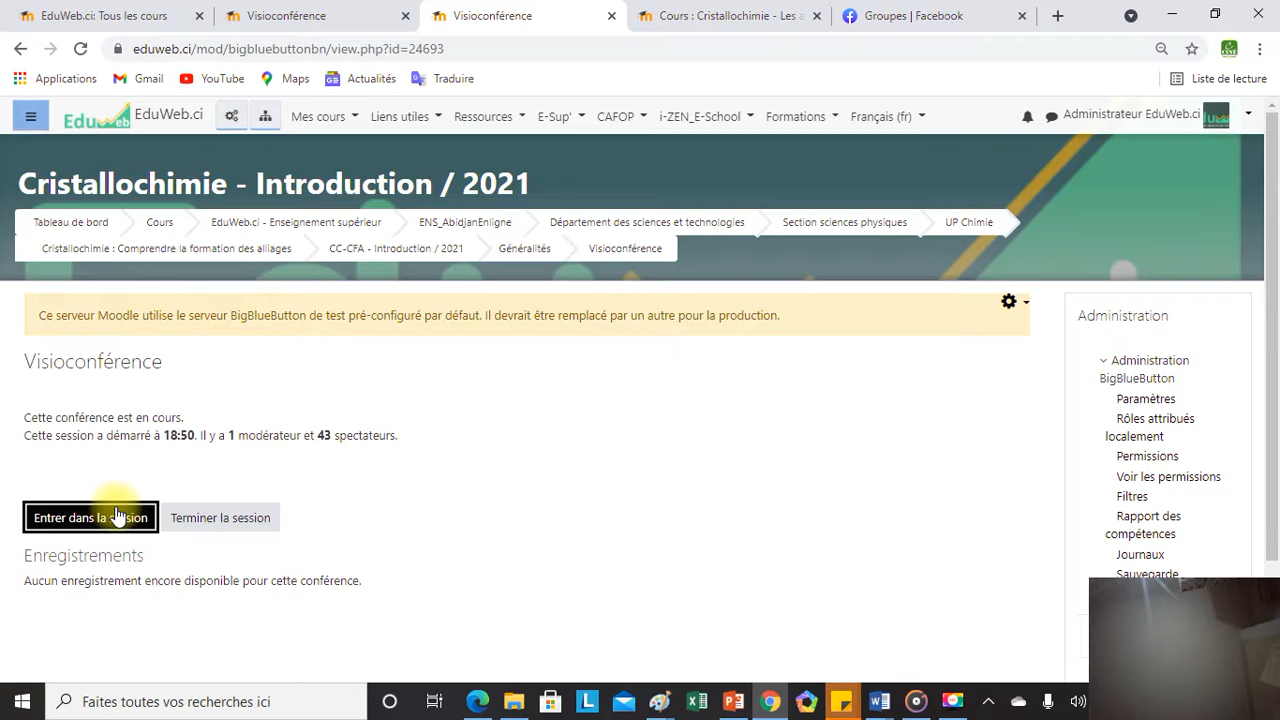 EduWeb.ci: Tous les cours
Visioconférence
Visioconférence
Cours : Cristallochimie - Les a
Groupes | Facebook
eduweb.ci/mod/bigbluebuttonbn/view.php?id=24693
Applications
Gmail
YouTube
Maps
Actualités
Traduire
Liste de lecture
EduWeb
EduWeb.ci
Mes cours
Liens utiles
Ressources
E-Sup'
CAFOP
i-ZEN_E-School
Formations
Français (fr)
Administrateur EduWeb.ci
Cristallochimie - Introduction / 2021
Tableau de bord
Cours
EduWeb.ci - Enseignement supérieur
ENS_AbidjanEnligne
Département des sciences et technologies
Section sciences physiques
UP Chimie
Cristallochimie : Comprendre la formation des alliages
CC-CFA - Introduction / 2021
Généralités
Visioconférence
Ce serveur Moodle utilise le serveur BigBlueButton de test pré-configuré par défaut. Il devrait être remplacé par un autre pour la production.
Visioconférence
Cette conférence est en cours.
Cette session a démarré à 18:50. Il y a 1 modérateur et 43 spectateurs.
Entrer dans la session
Terminer la session
Enregistrements
Aucun enregistrement encore disponible pour cette conférence.
Administration
Administration
BigBlueButton
Paramètres
Rôles attribués
localement
Permissions
Voir les permissions
Filtres
Rapport des
compétences
Journaux
Sauvegarde
Faites toutes vos recherches ici